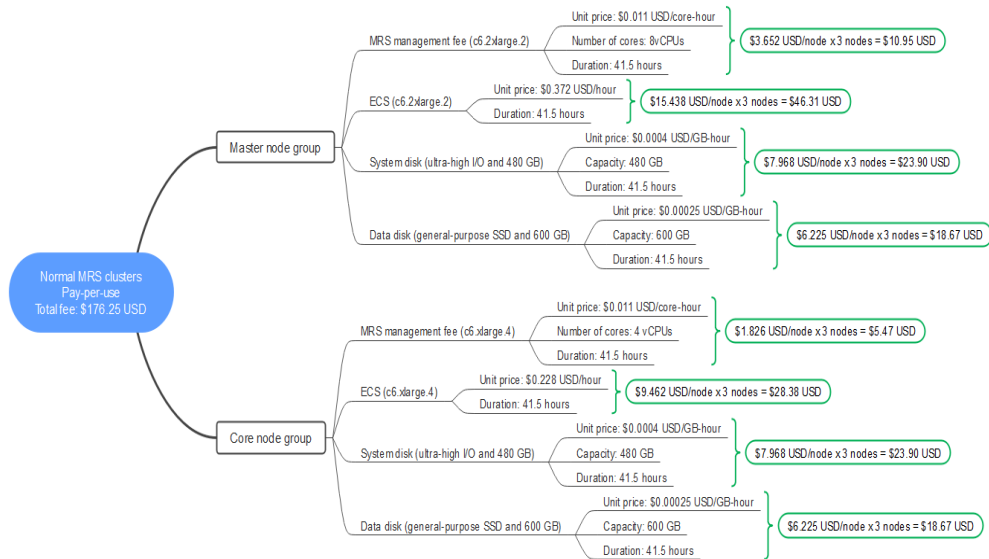 Normal MRS clusters
Pay-per-use
Total fee: $176.25 USD
Master node group
MRS management fee (c6.2xlarge.2)
Unit price: $0.011 USD/core-hour
Number of cores: 8vCPUs
Duration: 41.5 hours
$3.652 USD/node x 3 nodes = $10.95 USD
ECS (c6.2xlarge.2)
Unit price: $0.372 USD/hour
Duration: 41.5 hours
$15.438 USD/node x 3 nodes = $46.31 USD
System disk (ultra-high I/O and 480 GB)
Unit price: $0.0004 USD/GB-hour
Capacity: 480 GB
Duration: 41.5 hours
$7.968 USD/node x 3 nodes = $23.90 USD
Data disk (general-purpose SSD and 600 GB)
Unit price: $0.00025 USD/GB-hour
Capacity: 600 GB
Duration: 41.5 hours
$6.225 USD/node x 3 nodes = $18.67 USD
Core node group
MRS management fee (c6.xlarge.4)
Unit price: $0.011 USD/core-hour
Number of cores: 4 vCPUs
Duration: 41.5 hours
$1.826 USD/node x 3 nodes = $5.47 USD
ECS (c6.xlarge.4)
Unit price: $0.228 USD/hour
Duration: 41.5 hours
$9.462 USD/node x 3 nodes = $28.38 USD
System disk (ultra-high I/O and 480 GB)
Unit price: $0.0004 USD/GB-hour
Capacity: 480 GB
Duration: 41.5 hours
$7.968 USD/node x 3 nodes = $23.90 USD
Data disk (general-purpose SSD and 600 GB)
Unit price: $0.00025 USD/GB-hour
Capacity: 600 GB
Duration: 41.5 hours
$6.225 USD/node x 3 nodes = $18.67 USD